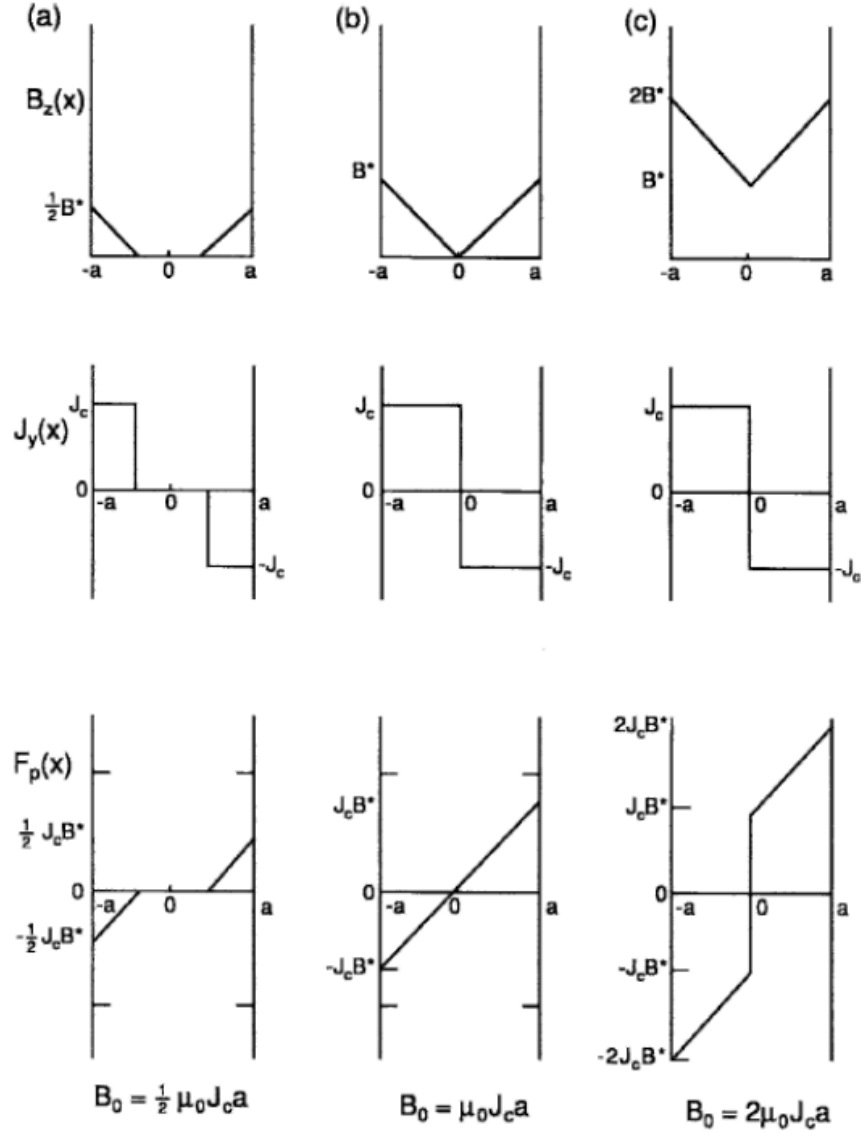 (a) (b) (c)
B_z(x)
½B*
-a 0 a
B*
-a 0 a
2B*
B*
-a 0 a
J_y(x)
J_c
0
-a 0 a
-J_c
J_c
0
-a 0 a
-J_c
J_c
0
-a 0 a
-J_c
F_p(x)
½ J_cB*
0
-½ J_cB*
-a 0 a
J_cB*
0
-J_cB*
-a 0 a
2J_cB*
J_cB*
0
-J_cB*
-2J_cB*
-a 0 a
B_0 = ½ μ_0J_ca
B_0 = μ_0J_ca
B_0 = 2μ_0J_ca